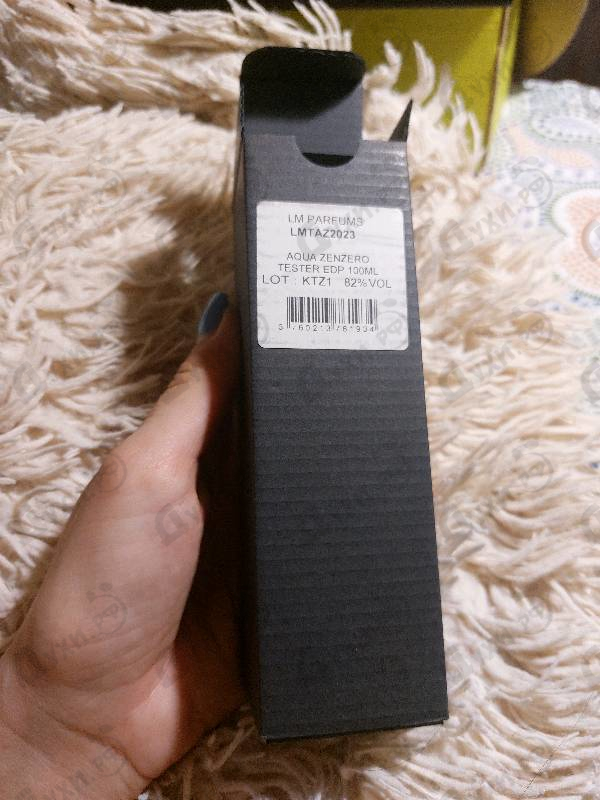 LM PARFUMS
LMTAZ2023
AQUA ZENZERO
TESTER EDP 100ML
LOT : KTZ1 82%VOL